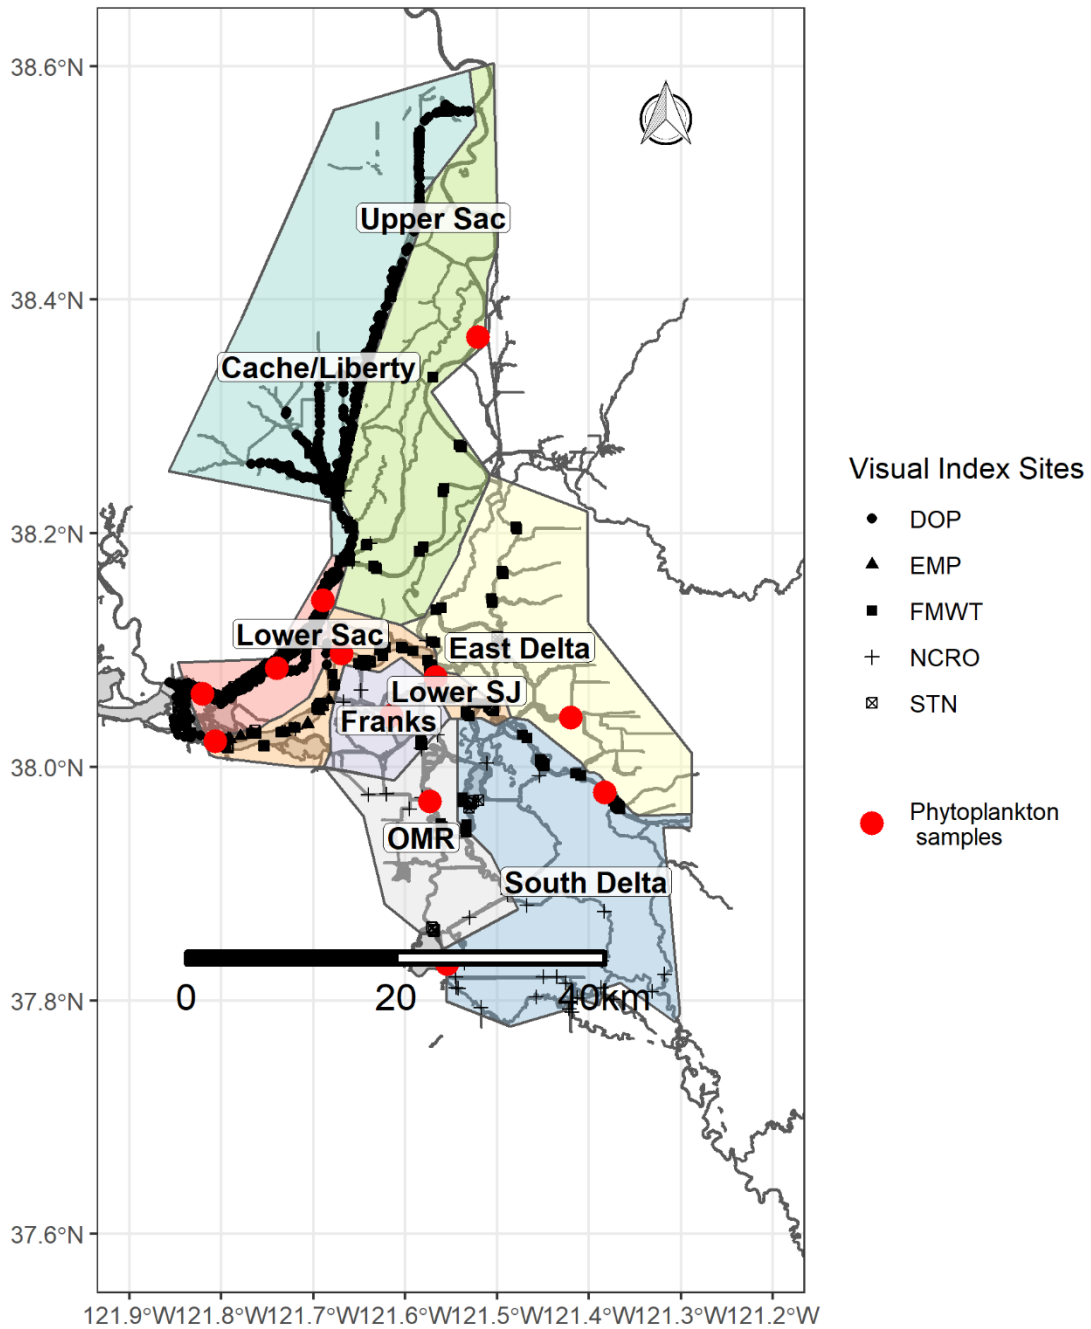 38.6°N
38.4°N
38.2°N
38.0°N
37.8°N
37.6°N
Upper Sac
Cache/Liberty
Lower Sac
East Delta
Lower SJ
Franks
OMR
South Delta
0 20 40km
121.9°W121.8°W121.7°W121.6°W121.5°W121.4°W121.3°W121.2°W
Visual Index Sites
DOP
EMP
FMWT
NCRO
STN
Phytoplankton
samples